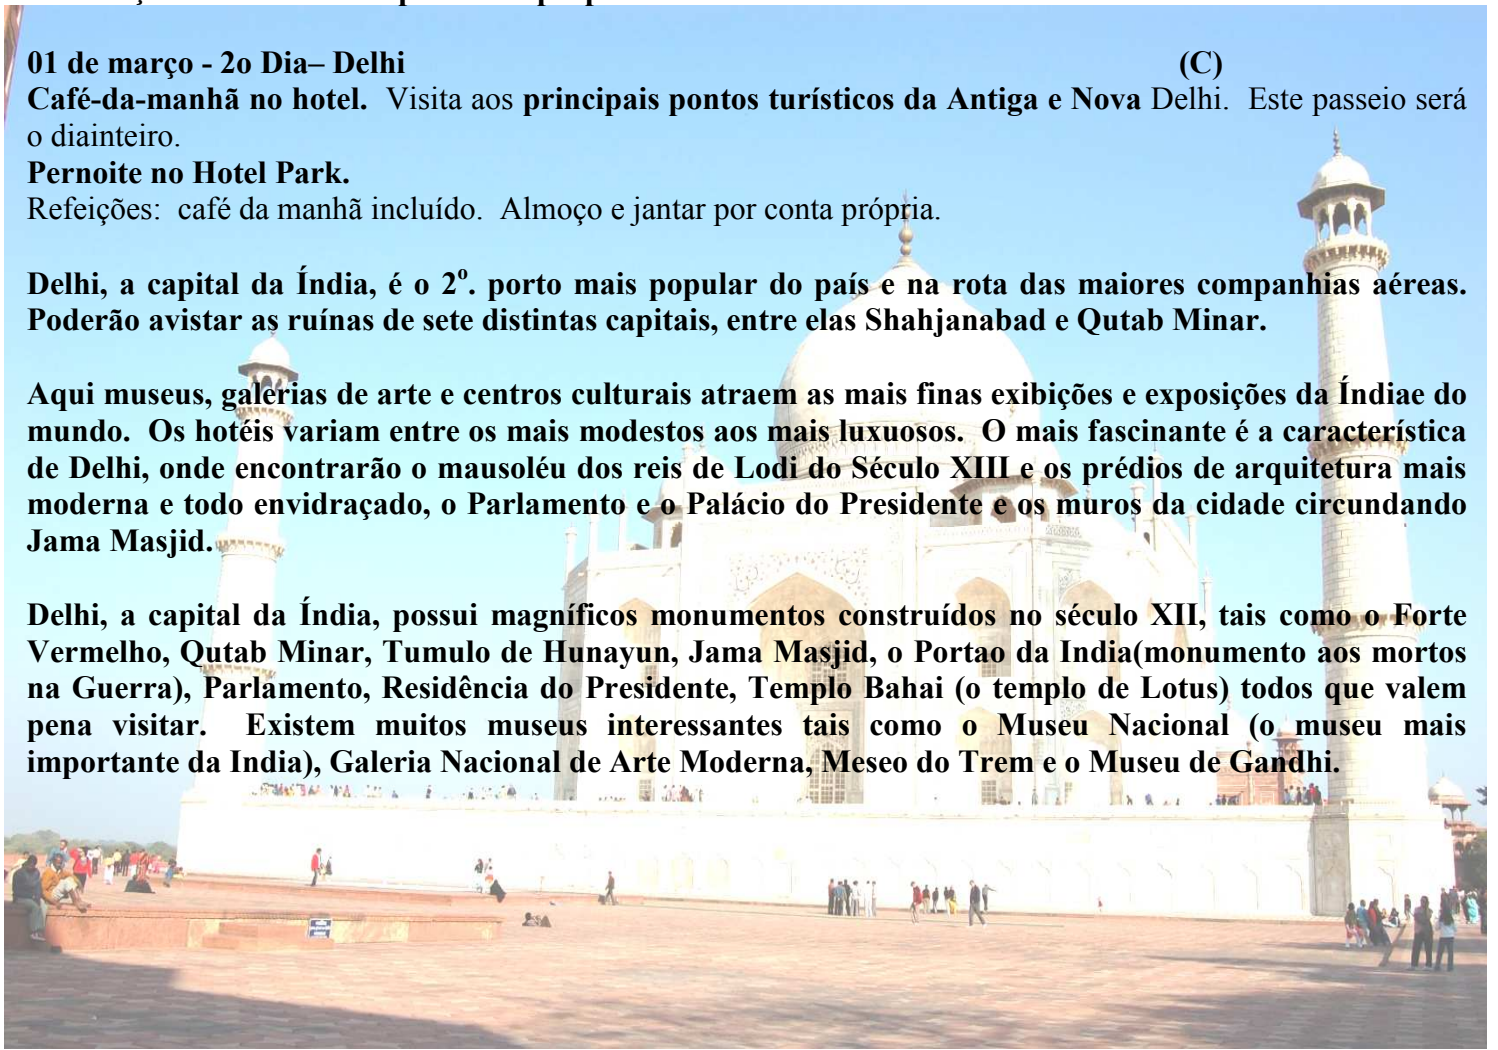 01 de março - 2o Dia– Delhi (C)
Café-da-manhã no hotel. Visita aos principais pontos turísticos da Antiga e Nova Delhi. Este passeio será
o diainteiro.
Pernoite no Hotel Park.
Refeições: café da manhã incluído. Almoço e jantar por conta própria.
Delhi, a capital da Índia, é o 2º. porto mais popular do país e na rota das maiores companhias aéreas.
Poderão avistar as ruínas de sete distintas capitais, entre elas Shahjanabad e Qutab Minar.
Aqui museus, galerias de arte e centros culturais atraem as mais finas exibições e exposições da Índiae do
mundo. Os hotéis variam entre os mais modestos aos mais luxuosos. O mais fascinante é a característica
de Delhi, onde encontrarão o mausoléu dos reis de Lodi do Século XIII e os prédios de arquitetura mais
moderna e todo envidraçado, o Parlamento e o Palácio do Presidente e os muros da cidade circundando
Jama Masjid.
Delhi, a capital da Índia, possui magníficos monumentos construídos no século XII, tais como o Forte
Vermelho, Qutab Minar, Tumulo de Hunayun, Jama Masjid, o Portao da India(monumento aos mortos
na Guerra), Parlamento, Residência do Presidente, Templo Bahai (o templo de Lotus) todos que valem
pena visitar. Existem muitos museus interessantes tais como o Museu Nacional (o museu mais
importante da India), Galeria Nacional de Arte Moderna, Meseo do Trem e o Museu de Gandhi.